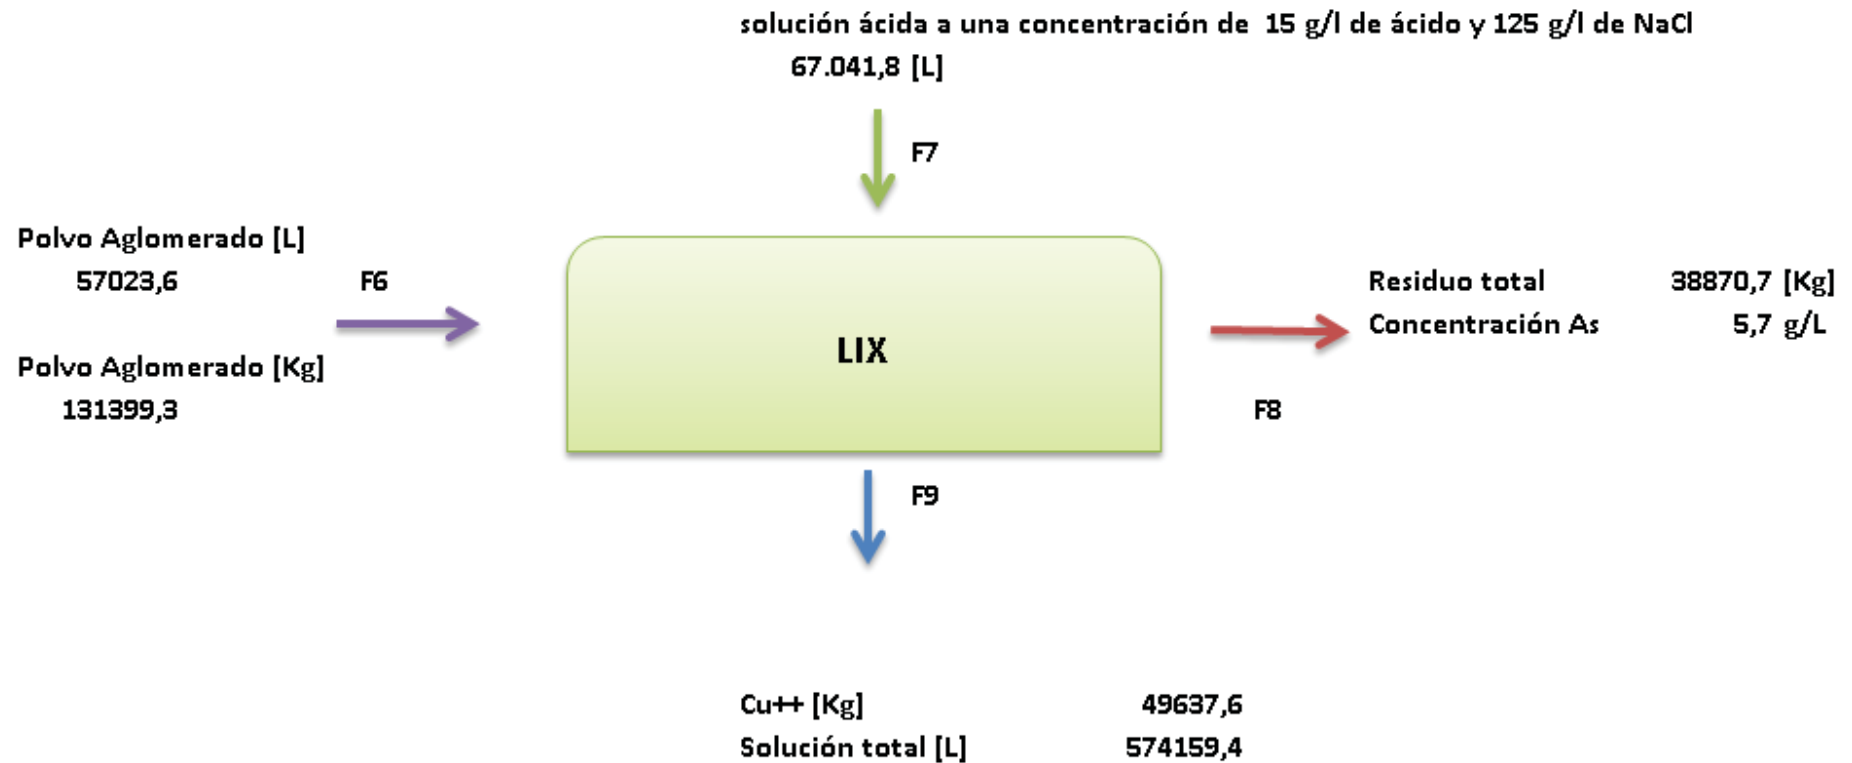 solución ácida a una concentración de 15 g/l de ácido y 125 g/l de NaCl
67.041,8 [L]
F7
Polvo Aglomerado [L]
57023,6
F6
Polvo Aglomerado [Kg]
131399,3
LIX
Residuo total 38870,7 [Kg]
Concentración As 5,7 g/L
F8
F9
Cu++ [Kg] 49637,6
Solución total [L] 574159,4